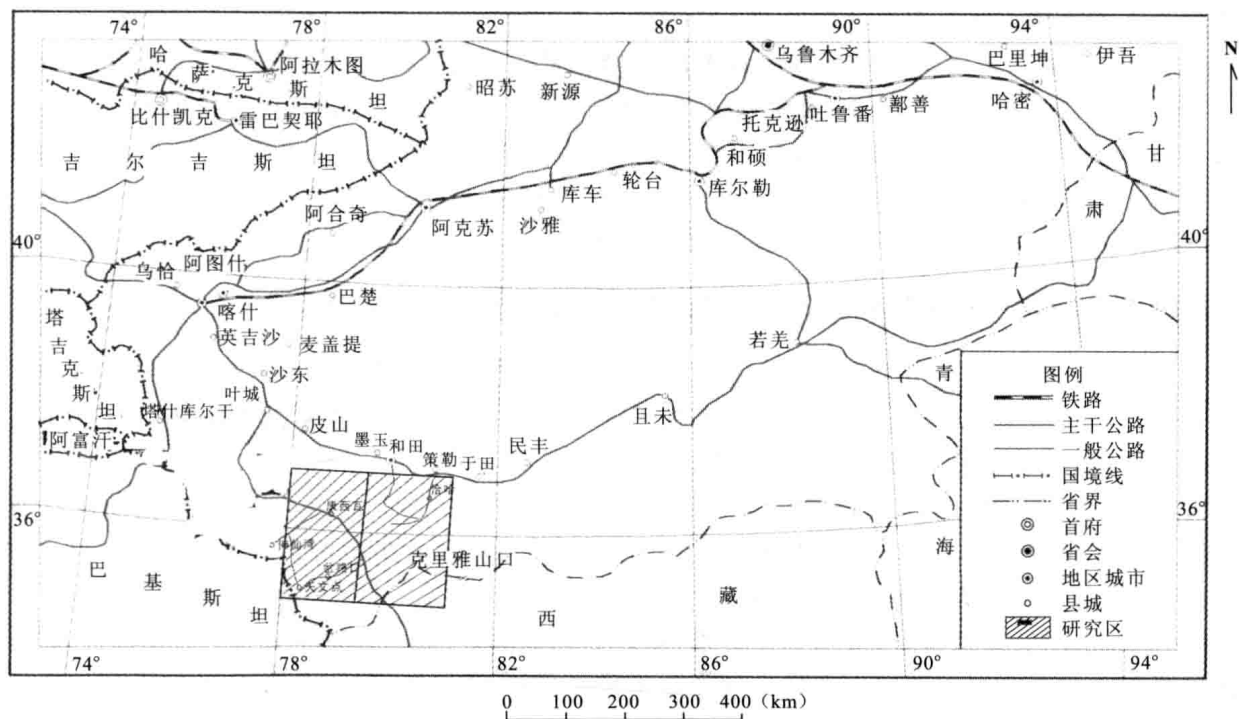 74°
78°
82°
86°
90°
94°
N
哈
萨
克
斯
坦
阿拉木图
昭苏
新源
乌鲁木齐
巴里坤
伊吾
比什凯克
雷巴契耶
托克逊
吐鲁番
鄯善
哈密
吉尔吉斯坦
和硕
甘
肃
阿合奇
阿克苏
库车
轮台
库尔勒
沙雅
40°
40°
乌恰
阿图什
喀什
巴楚
塔
吉
克
斯
坦
英吉沙
麦盖提
若羌
沙东
叶城
塔什库尔干
阿富汗
皮山
墨玉
和田
策勒
于田
民丰
且末
青
海
36°
36°
康西瓦
克里雅山口
天文点
巴
基
斯
坦
西
藏
图例
铁路
主干公路
一般公路
国境线
省界
首府
省会
地区城市
县城
研究区
74°
78°
82°
86°
90°
94°
0 100 200 300 400 (km)